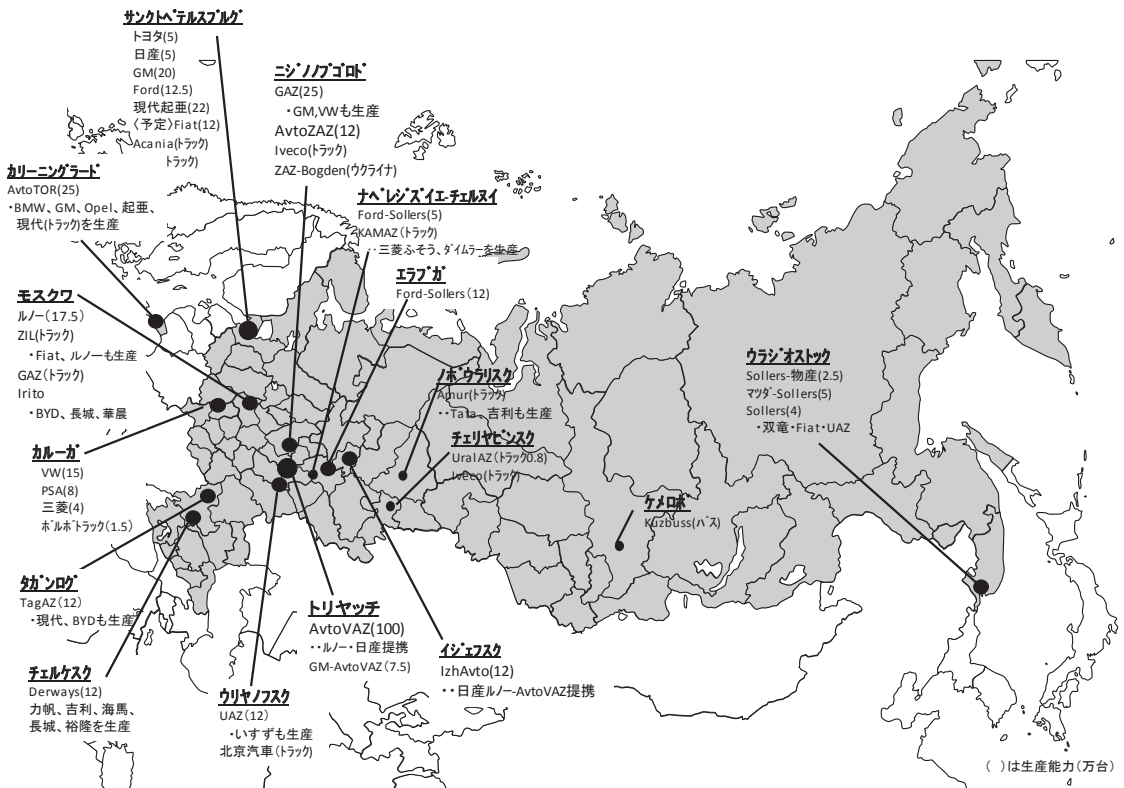 サンクトペテルスブルグ
トヨタ(5)
日産(5)
GM(20)
Ford(12.5)
現代起亜(22)
〈予定〉Fiat(12)
Acania(トラック)
トラック)
ニジノノブゴロド
GAZ(25)
・GM,VWも生産
AvtoZAZ(12)
Iveco(トラック)
ZAZ-Bogden(ウクライナ)
カリーニングラード
AvtoTOR(25)
・BMW、GM、Opel、起亜、
現代(トラック)を生産
ナベレジズイエ-チェルヌイ
Ford-Sollers(5)
KAMAZ(トラック)
・・三菱ふそう、ダイムラーを生産
エラブガ
Ford-Sollers(12)
モスクワ
ルノー(17.5)
ZIL(トラック)
・Fiat、ルノーも生産
GAZ(トラック)
Irito
・BYD、長城、華晨
ノボウラリスク
Amur(トラック)
・・Tata、吉利も生産
チェリヤビンスク
UralAZ(トラック0.8)
Iveco(トラック)
ウラジオストック
Sollers-物産(2.5)
マツダ-Sollers(5)
Sollers(4)
・双竜・Fiat・UAZ
カルーガ
VW(15)
PSA(8)
三菱(4)
ボルボトラック(1.5)
ケメロボ
Kuzbuss(バス)
タガンログ
TagAZ(12)
・現代、BYDも生産
トリヤッチ
AvtoVAZ(100)
・・ルノー・日産提携
GM-AvtoVAZ(7.5)
イジェフスク
IzhAvto(12)
・・日産ルノー-AvtoVAZ提携
チェルケスク
Derways(12)
力帆、吉利、海馬、
長城、裕隆を生産
ウリヤノフスク
UAZ(12)
・いすずも生産
北京汽車(トラック)
( )は生産能力(万台)